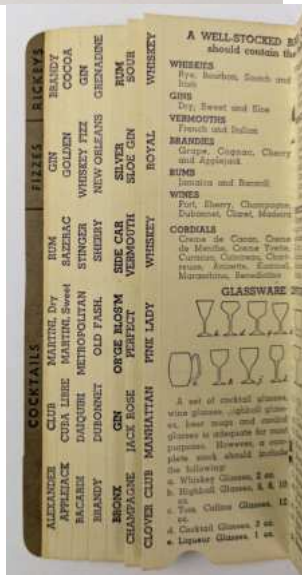 COCKTAILS FIZZES RICKEYS
ALEXANDER CLUB MARTINI, Dry RUM GIN BRANDY
APPLEJACK CUBA LIBRE MARTINI, Sweet SAZERAC GOLDEN COCOA
BACARDI DAIQUIRI METROPOLITAN STINGER WHISKEY FIZZ GIN
BRANDY DUBONNET OLD FASH. SHERRY NEW ORLEANS GRENADINE
BRONX GIN OR'GE BLOS'M SIDE CAR SILVER RUM
CHAMPAGNE JACK ROSE PERFECT VERMOUTH SLOE GIN SOUR
CLOVER CLUB MANHATTAN PINK LADY WHISKEY ROYAL WHISKEY
A WELL-STOCKED
should contain
WHISKIES
Rye, Bourbon, Scotch and
Irish
GINS
Dry, Sweet and Sloe
VERMOUTHS
French and Italian
BRANDIES
Grape, Cognac, Cherry
and Applejack
RUMS
Jamaica and Bacardi
WINES
Port, Sherry, Champagne,
Dubonnet, Claret, Madeira
CORDIALS
Creme de Cacao, Creme
de Menthe, Creme Yvette,
Curacao, Cointreau,
Anisette,
Maraschino, Benedictine
GLASSWARE
A set of cocktail glasses,
wine glasses, highball glasses,
beer mugs and
glasses is adequate for most
purposes. However, a
plete stock should include
the following:
a. Whiskey Glasses, 2 oz.
b. Highball Glasses,
oz.
c. Tom Collins Glasses, 12
oz.
d. Cocktail Glasses, 3 oz.
e. Liqueur Glasses, 1 oz.